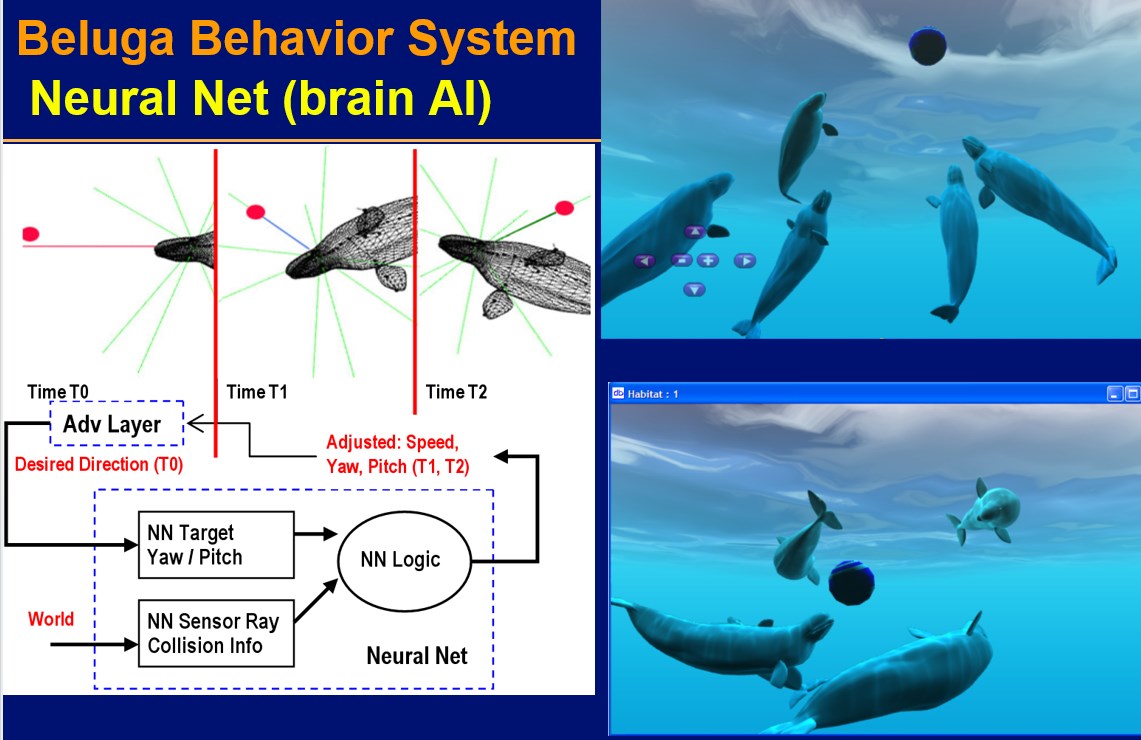 Beluga Behavior System
Neural Net (brain AI)
Time T0
Time T1
Time T2
Adv Layer
Desired Direction (T0)
Adjusted: Speed,
Yaw, Pitch (T1, T2)
NN Target
Yaw / Pitch
NN Logic
World
NN Sensor Ray
Collision Info
Neural Net
Habitat : 1